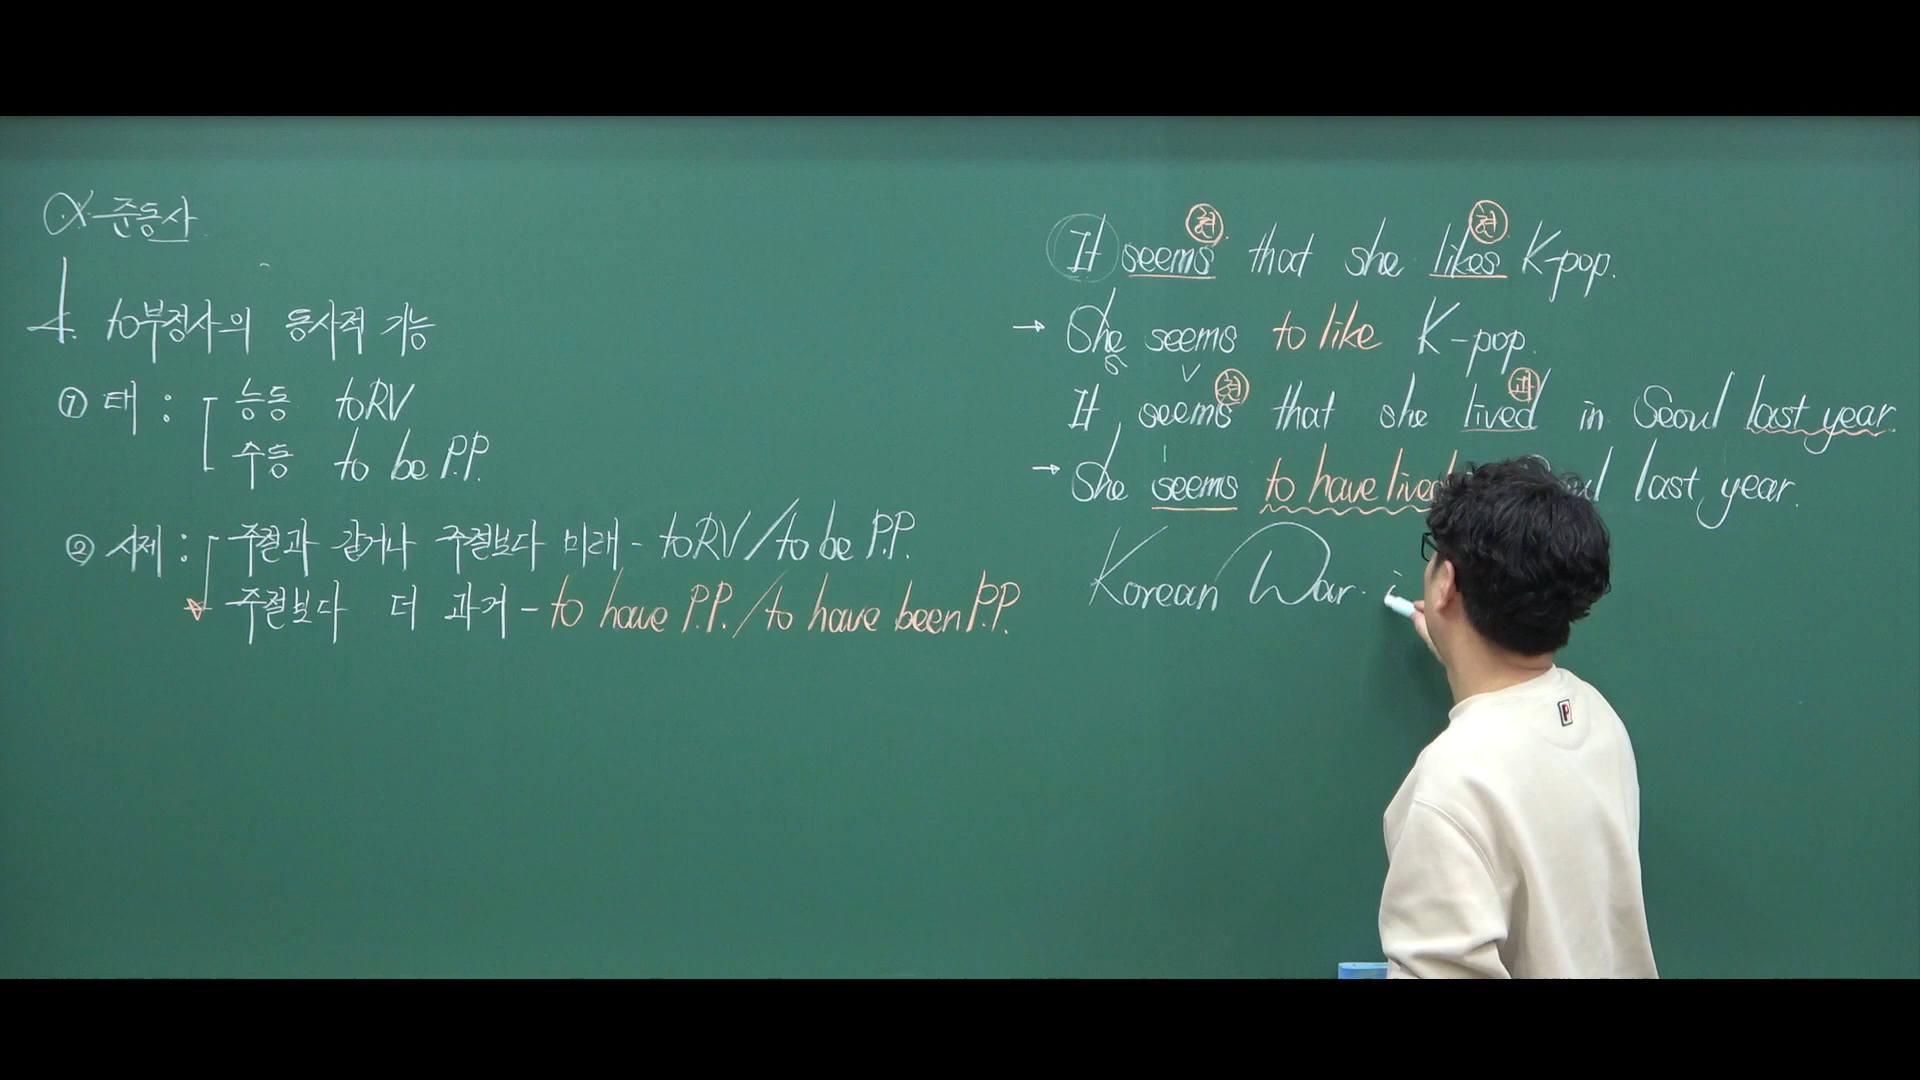 준동사
4. to부정사의 동사적 기능
① 태 : 능동 toRV
수동 to be P.P.
② 시제 : 주절과 같거나 주절보다 미래 - toRV / to be P.P.
주절보다 더 과거 - to have P.P. / to have been P.P.
현 현
It seems that she likes K-pop.
→ She seems to like K-pop.
S V
현 과
It seems that she lived in Seoul last year.
→ She seems to have lived last year.
Korean War. i
P